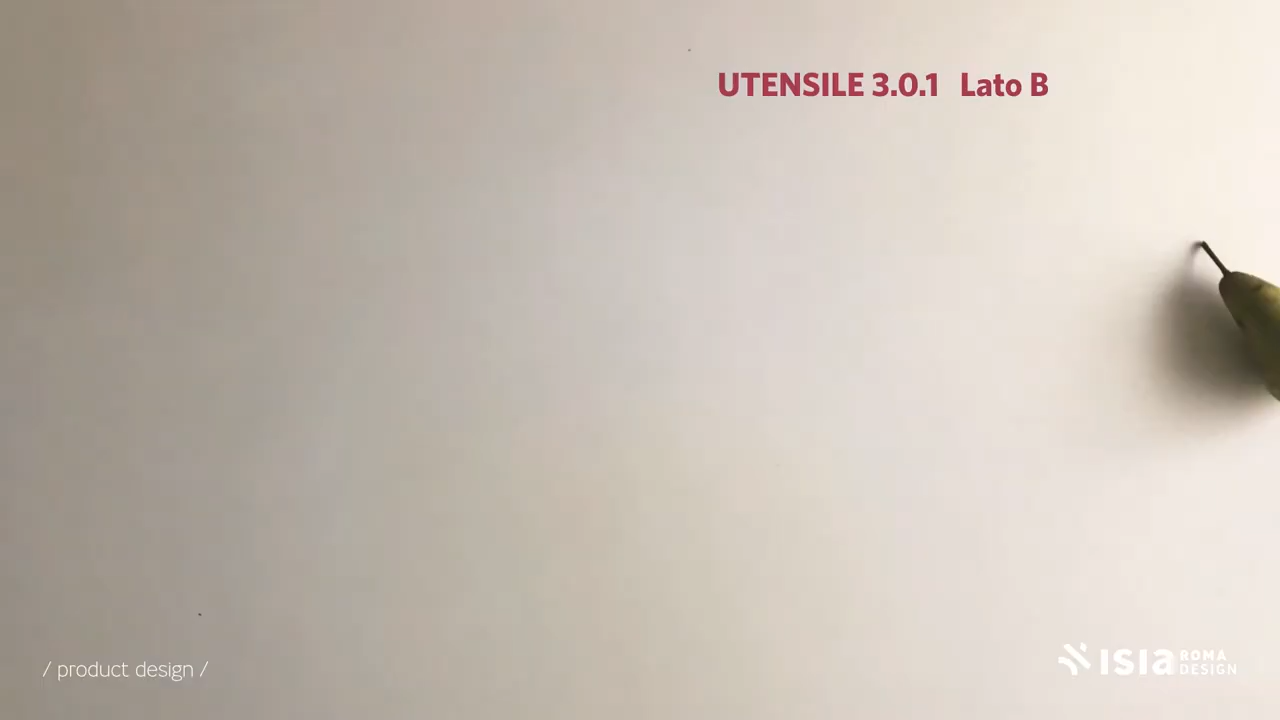 UTENSILE 3.0.1 Lato B
/ product design /
ISIa ROMA
DESIGN